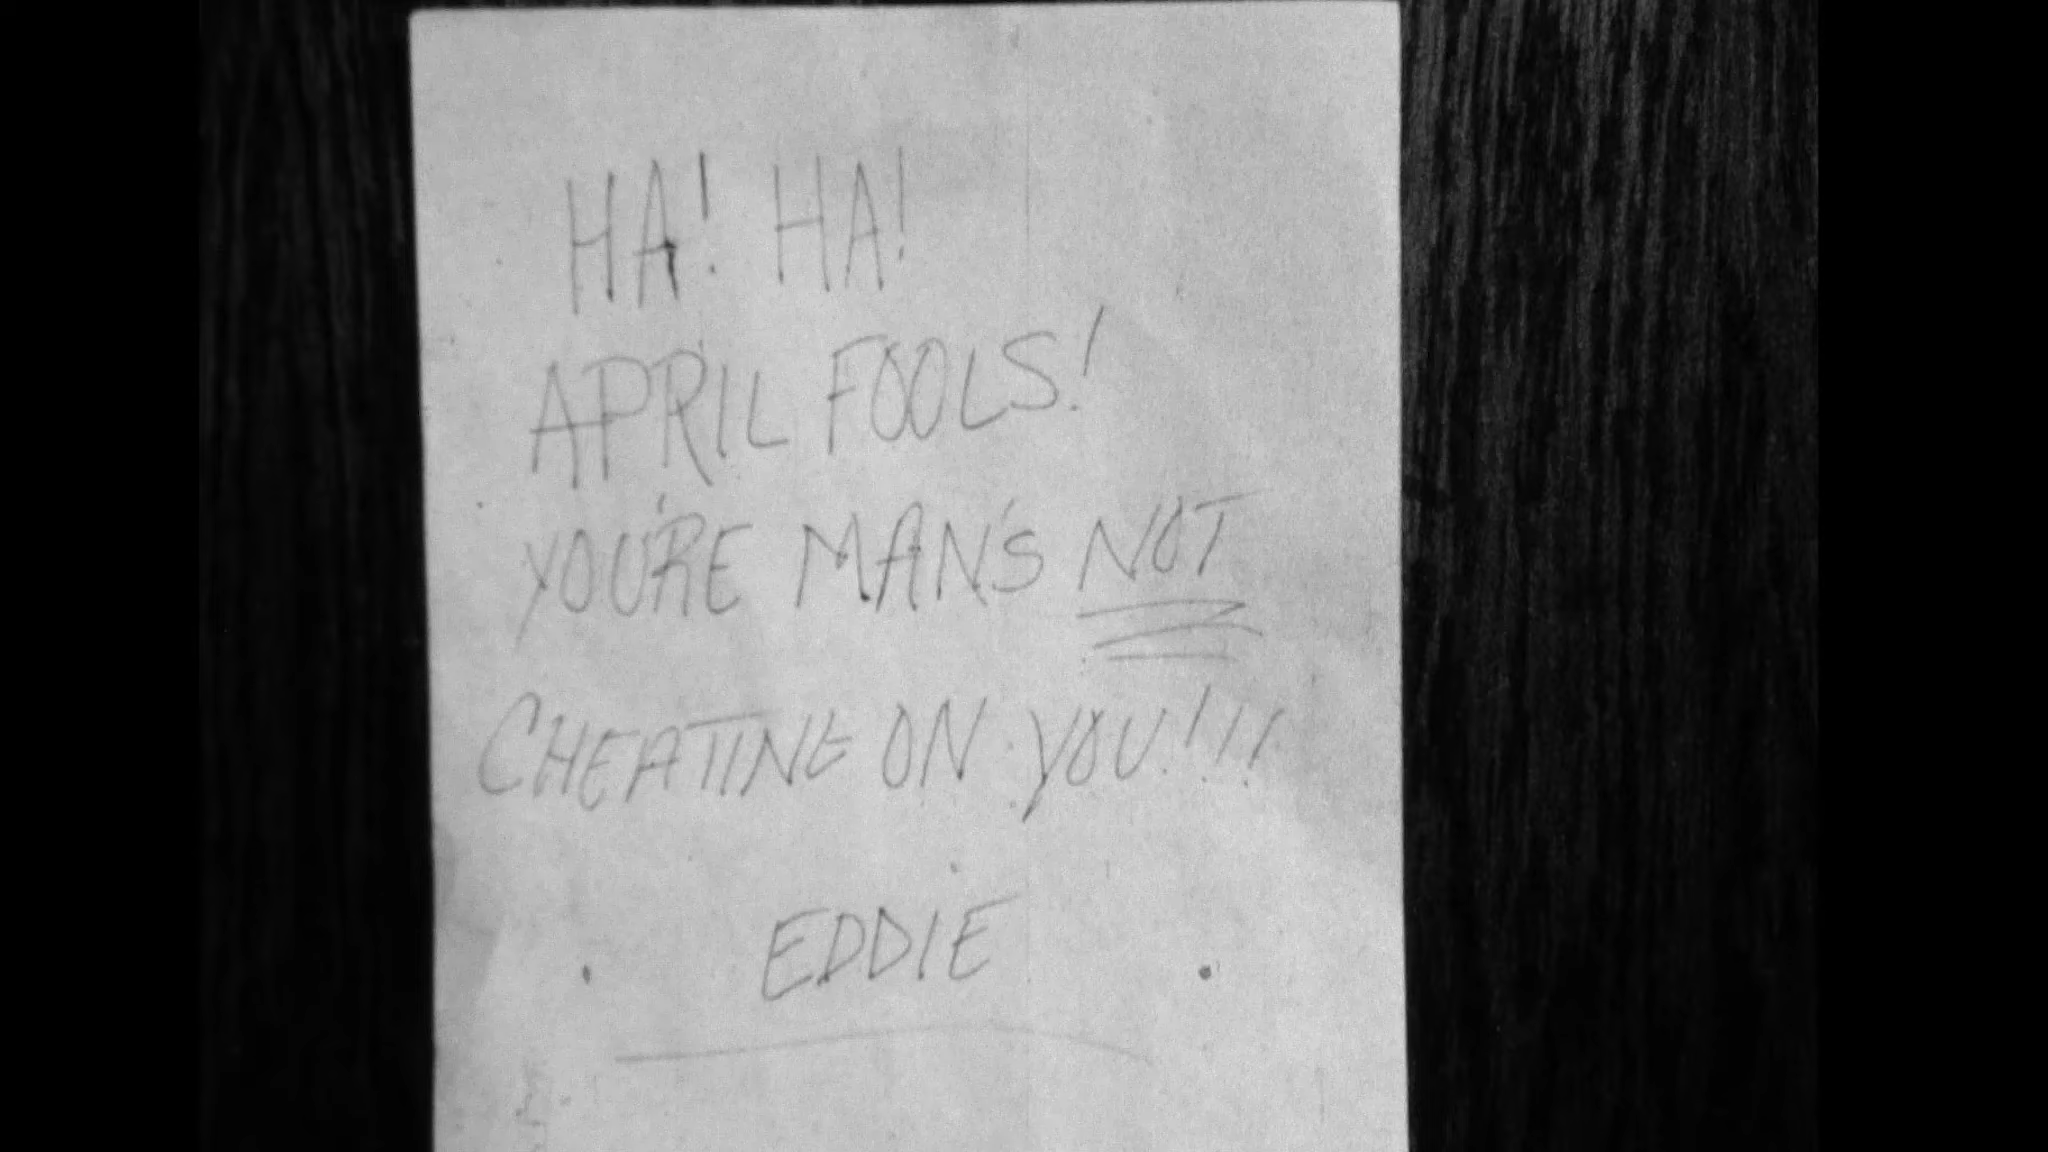 HA! HA!
APRIL FOOLS!
YOU'RE MAN'S NOT
CHEATING ON YOU!!!
EDDIE